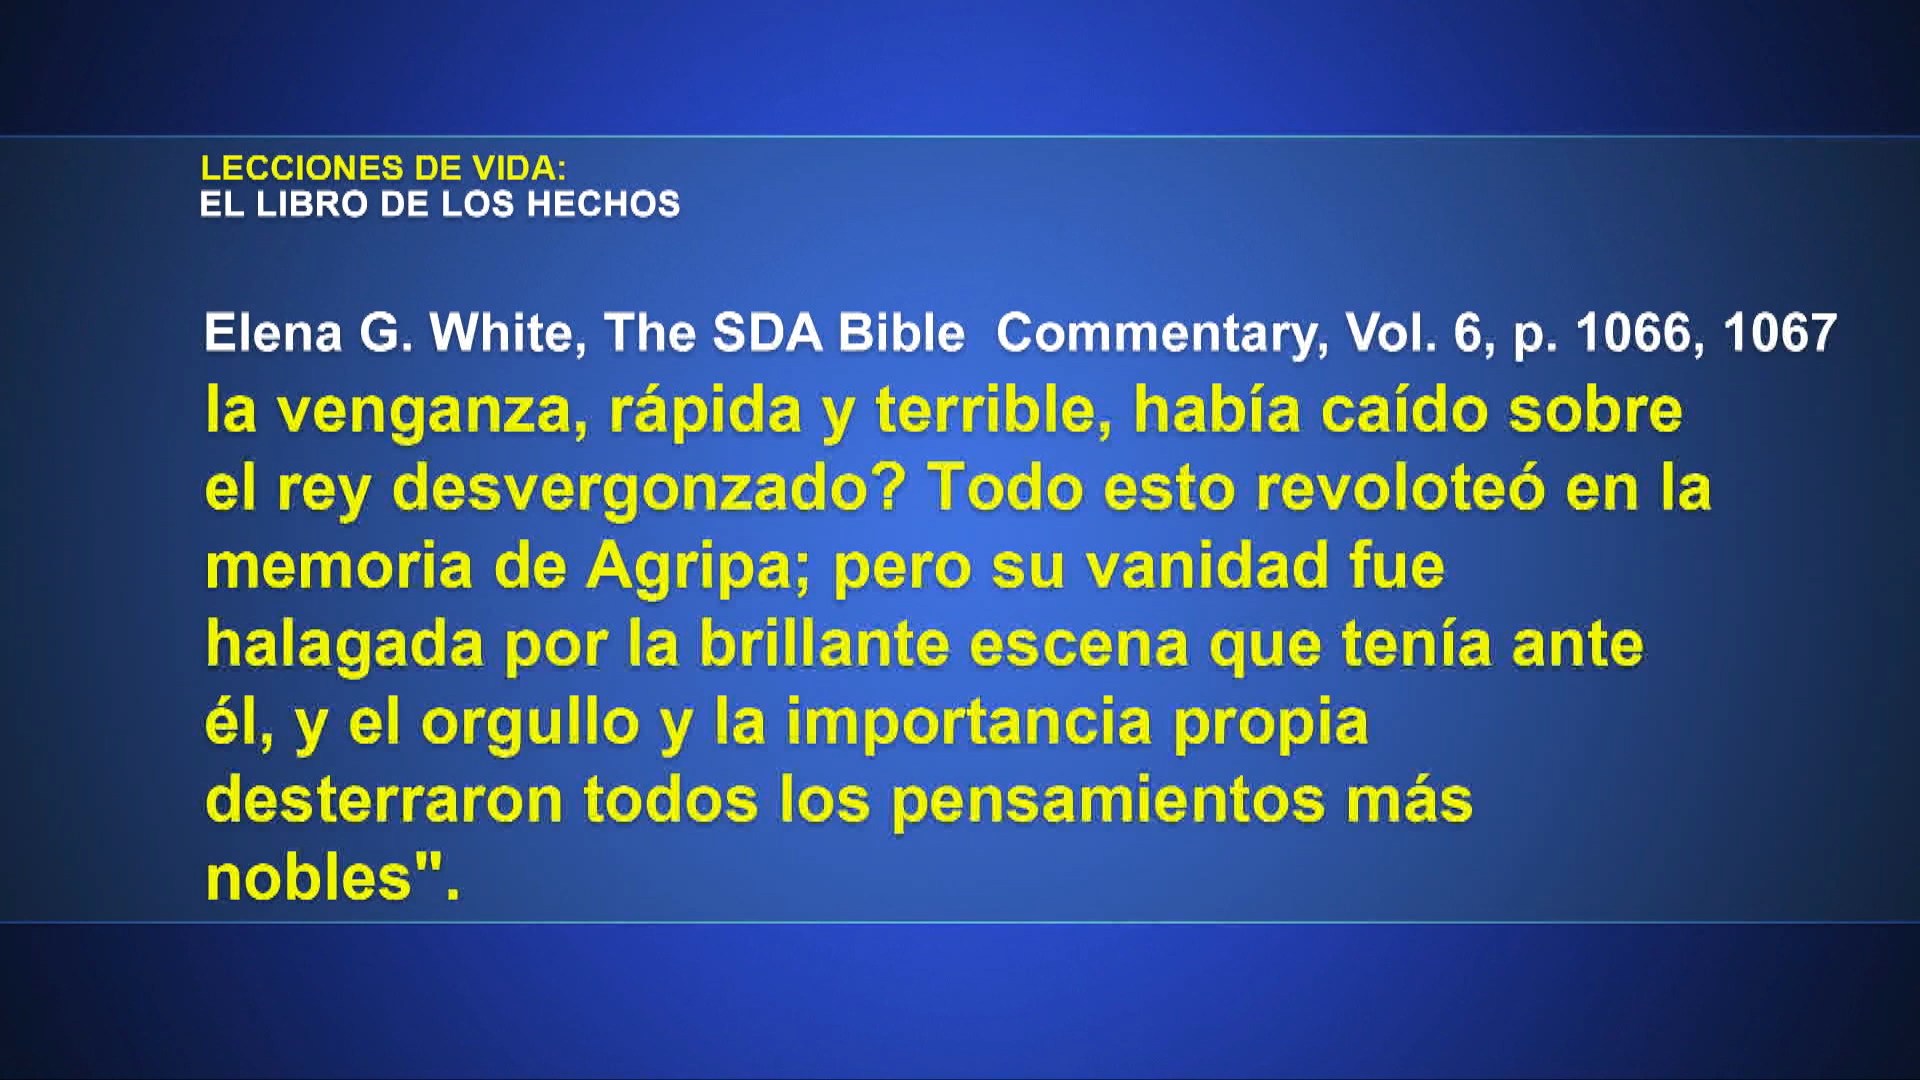 LECCIONES DE VIDA:
EL LIBRO DE LOS HECHOS
Elena G. White, The SDA Bible  Commentary, Vol. 6, p. 1066, 1067
la venganza, rápida y terrible, había caído sobre
el rey desvergonzado? Todo esto revoloteó en la
memoria de Agripa; pero su vanidad fue
halagada por la brillante escena que tenía ante
él, y el orgullo y la importancia propia
desterraron todos los pensamientos más
nobles".